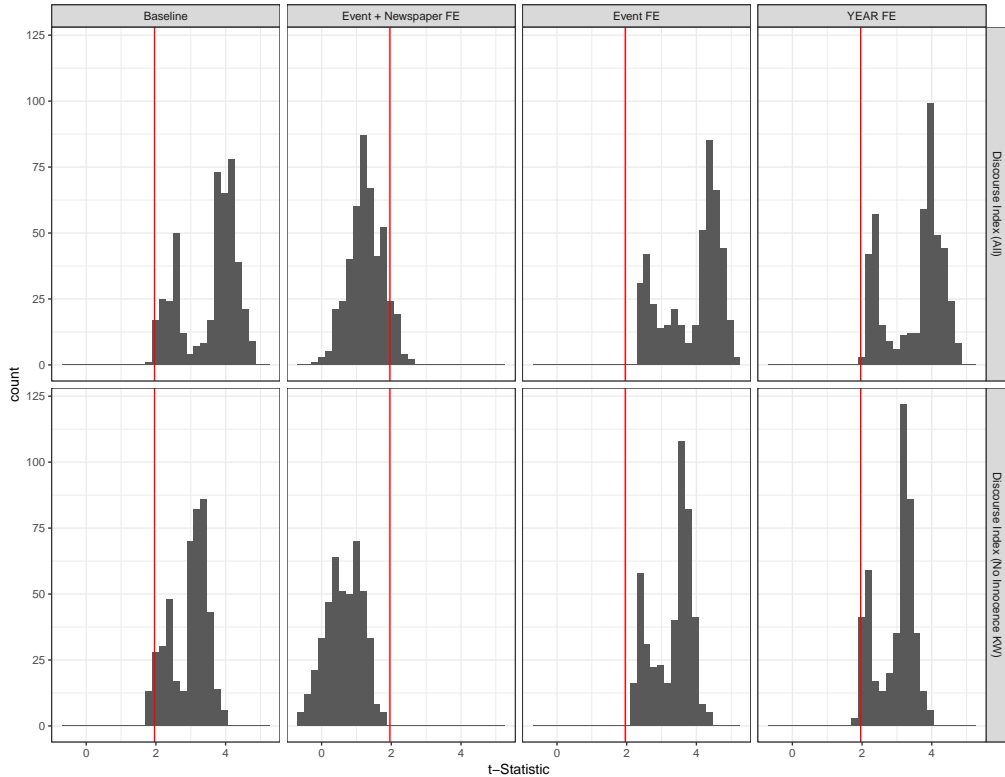 Baseline
Event + Newspaper FE
Event FE
YEAR FE
125
100
75
50
25
0
Discourse Index (All)
125
100
75
50
25
0
Discourse Index (No Innocence KW)
count
0 2 4
0 2 4
0 2 4
0 2 4
t−Statistic